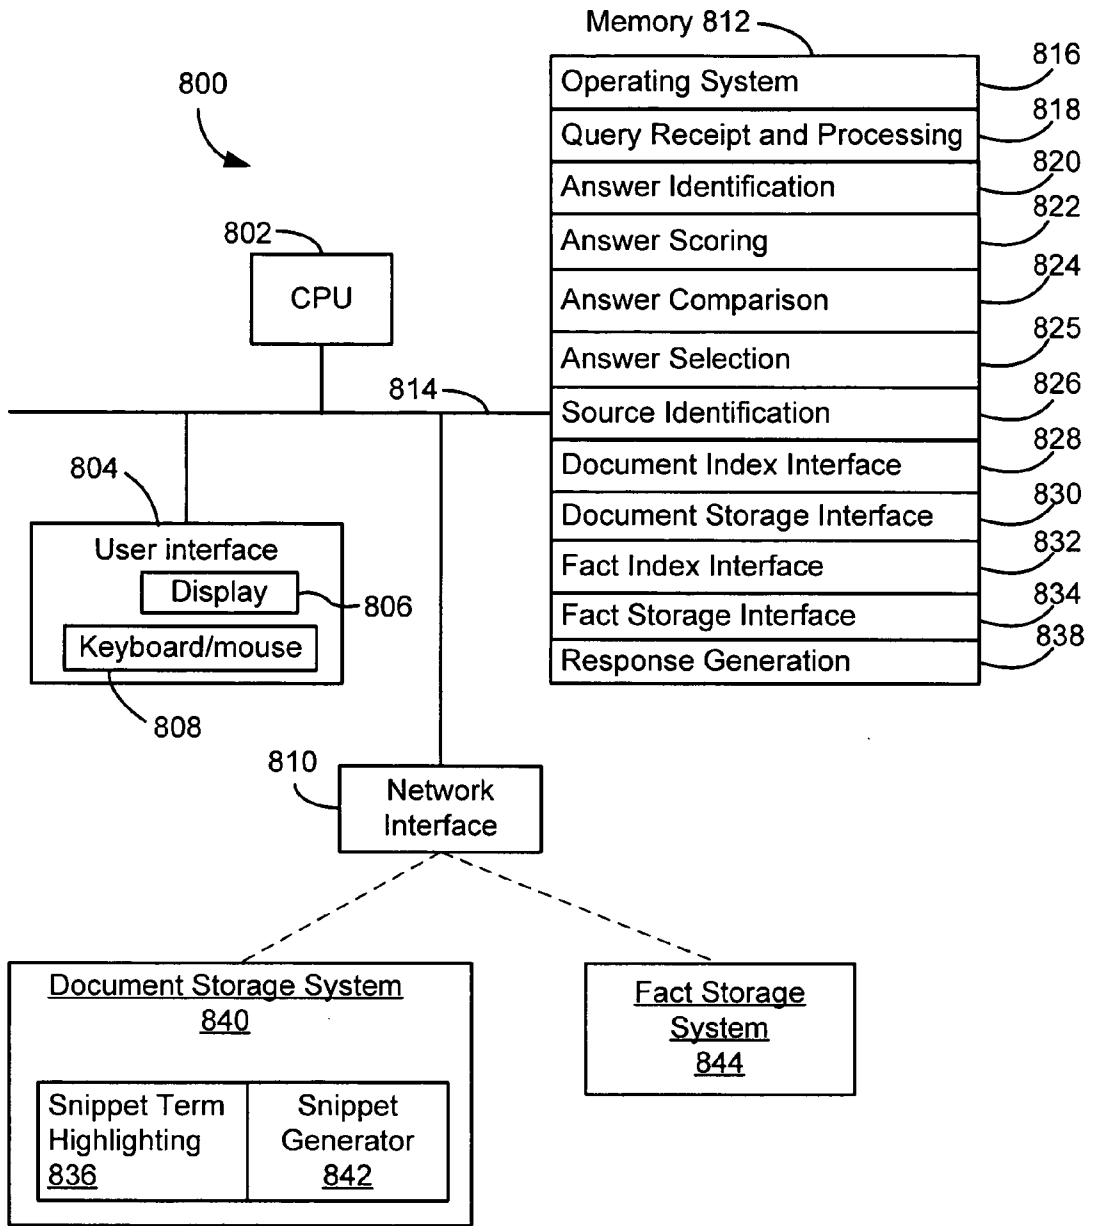 Memory 812
800
Operating System
816
Query Receipt and Processing
818
Answer Identification
820
Answer Scoring
822
Answer Comparison
824
Answer Selection
825
Source Identification
826
Document Index Interface
828
Document Storage Interface
830
Fact Index Interface
832
Fact Storage Interface
834
Response Generation
838
802
CPU
814
804
User interface
Display
806
Keyboard/mouse
808
810
Network
Interface
Document Storage System
840
Snippet Term
Highlighting
836
Snippet
Generator
842
Fact Storage
System
844